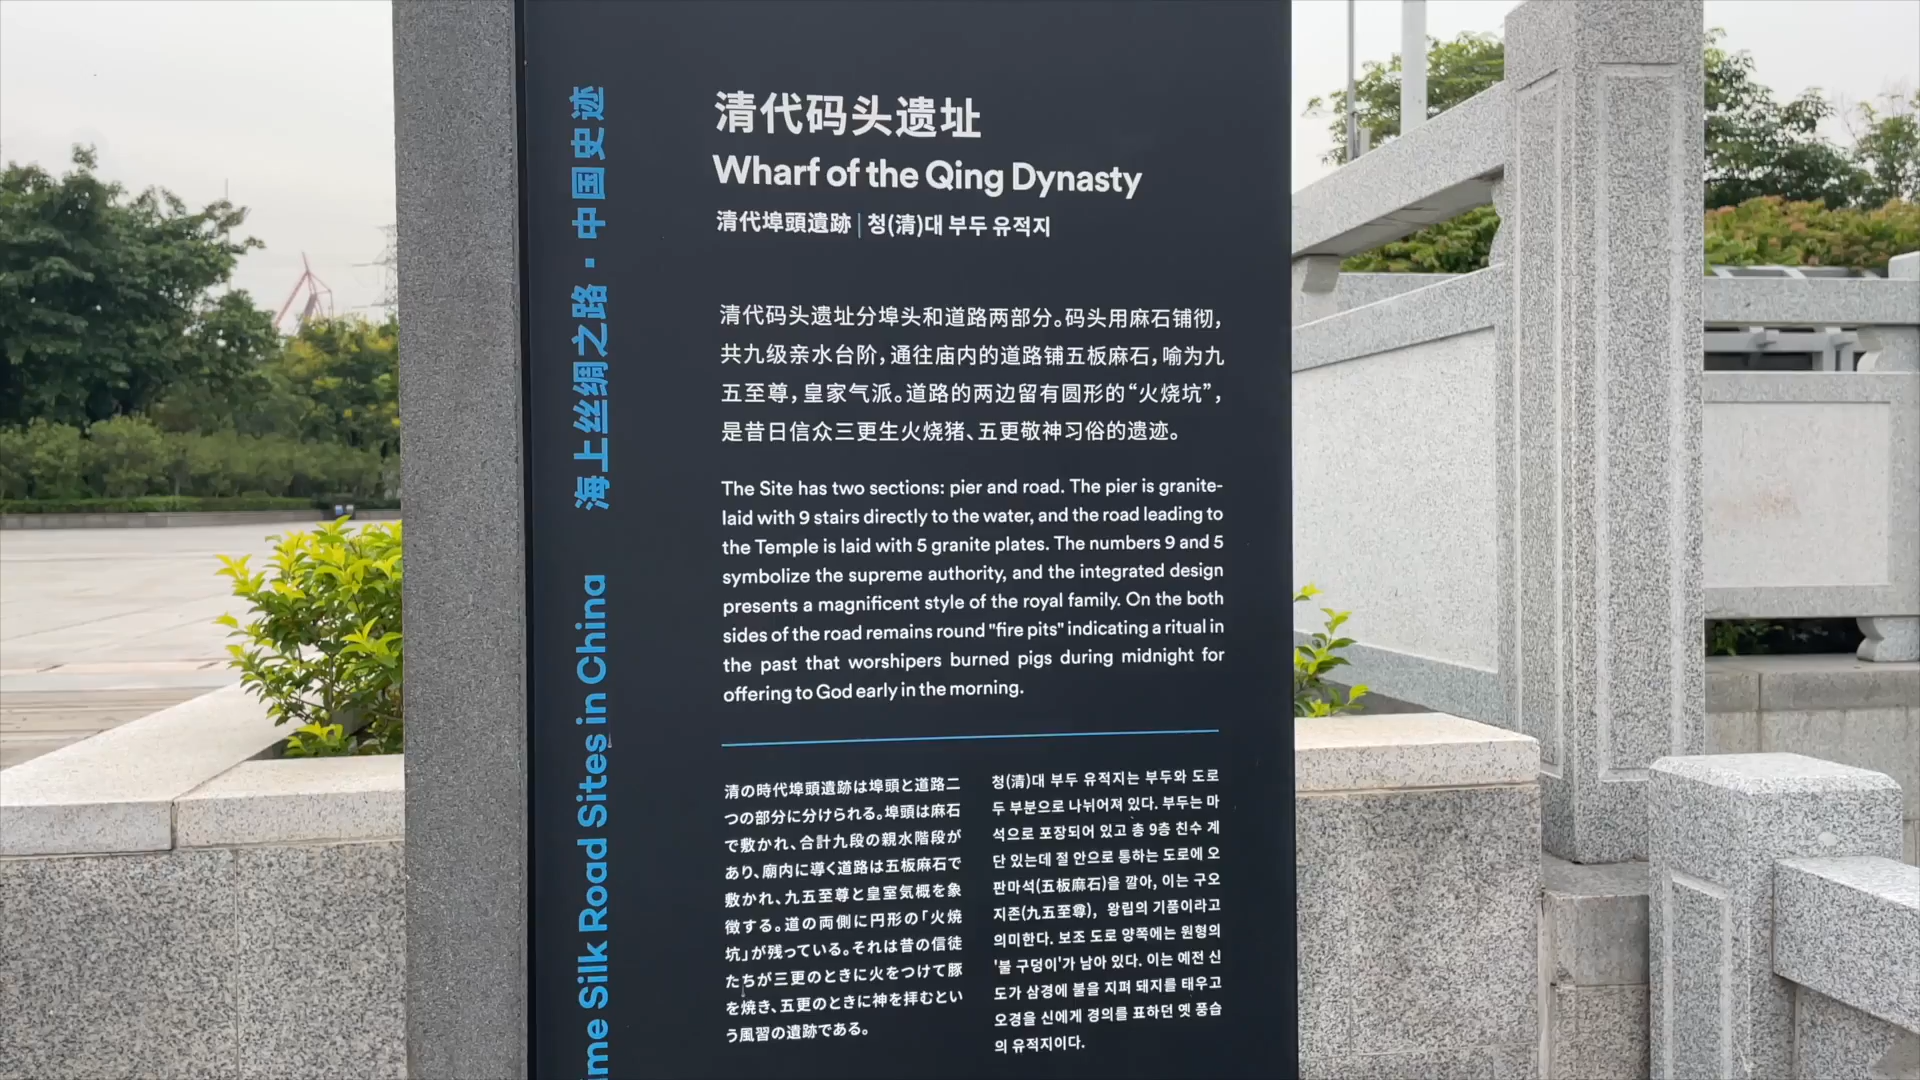 海上丝绸之路·中国史迹
Silk Road Sites in China
清代码头遗址
Wharf of the Qing Dynasty
清代埠頭遺跡 | 청(清)대 부두 유적지
清代码头遗址分埠头和道路两部分。码头用麻石铺彻，
共九级亲水台阶，通往庙内的道路铺五板麻石，喻为九
五至尊，皇家气派。道路的两边留有圆形的“火烧坑”，
是昔日信众三更生火烧猪、五更敬神习俗的遗迹。
The Site has two sections: pier and road. The pier is granite-
laid with 9 stairs directly to the water, and the road leading to
the Temple is laid with 5 granite plates. The numbers 9 and 5
symbolize the supreme authority, and the integrated design
presents a magnificent style of the royal family. On the both
sides of the road remains round "fire pits" indicating a ritual in
the past that worshipers burned pigs during midnight for
offering to God early in the morning.
清の時代埠頭遺跡は埠頭と道路二
つの部分に分けられる。埠頭は麻石
で敷かれ、合計九段の親水階段が
あり、廟内に導く道路は五板麻石で
敷かれ、九五至尊と皇室気概を象
徴する。道の両側に円形の「火焼
坑」が残っている。それは昔の信徒
たちが三更のときに火をつけて豚
を焼き、五更のときに神を拝むとい
う風習の遺跡である。
청(清)대 부두 유적지는 부두와 도로
두 부분으로 나뉘어져 있다. 부두는 마
석으로 포장되어 있고 총 9층 친수 계
단 있는데 절 안으로 통하는 도로에 오
판마석(五板麻石)을 깔아, 이는 구오
지존(九五至尊), 왕립의 기품이라고
의미한다. 보조 도로 양쪽에는 원형의
'불 구덩이'가 남아 있다. 이는 예전 신
도가 삼경에 불을 지펴 돼지를 태우고
오경을 신에게 경의를 표하던 옛 풍습
의 유적지이다.